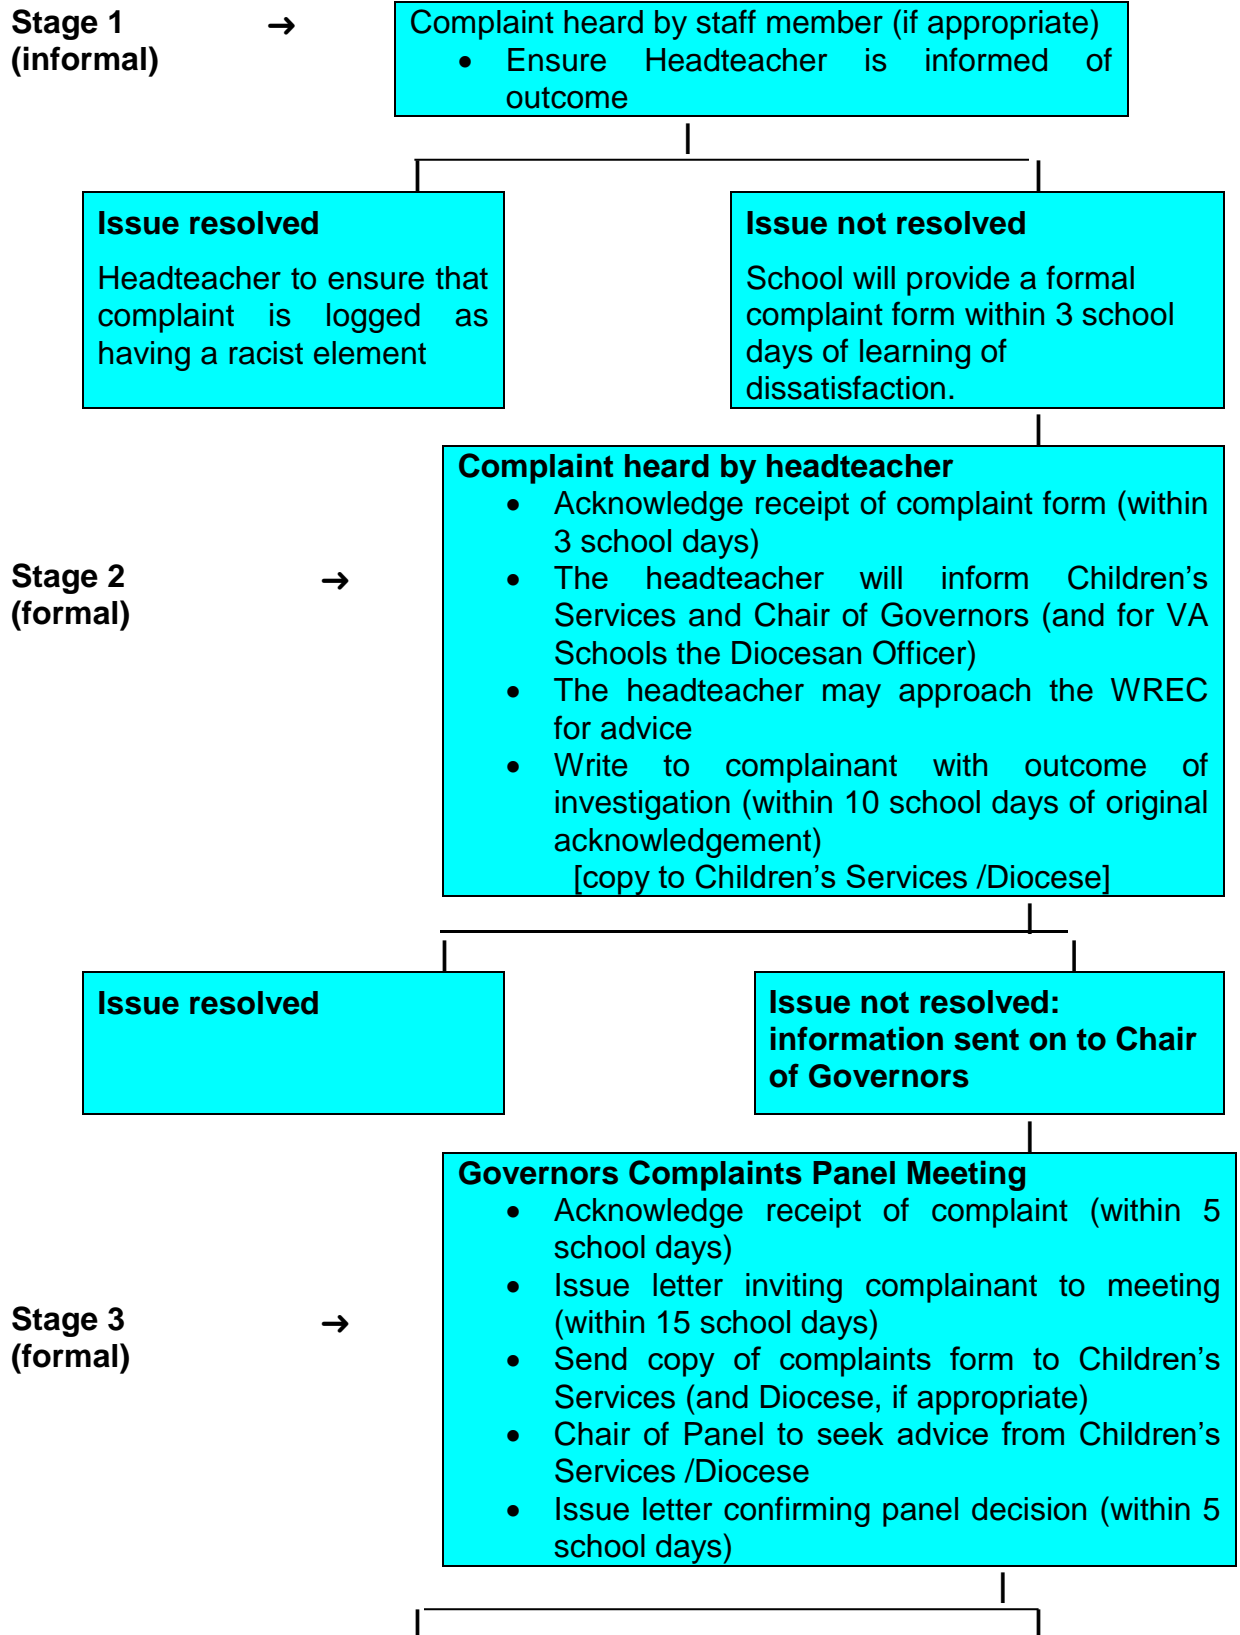 Stage 1
(informal)
➔
Complaint heard by staff member (if appropriate)
• Ensure Headteacher is informed of
outcome
Issue resolved
Headteacher to ensure that
complaint is logged as
having a racist element
Issue not resolved
School will provide a formal
complaint form within 3 school
days of learning of
dissatisfaction.
Stage 2
(formal)
➔
Complaint heard by headteacher
• Acknowledge receipt of complaint form (within
3 school days)
• The headteacher will inform Children’s
Services and Chair of Governors (and for VA
Schools the Diocesan Officer)
• The headteacher may approach the WREC
for advice
• Write to complainant with outcome of
investigation (within 10 school days of original
acknowledgement)
[copy to Children’s Services /Diocese]
Issue resolved
Issue not resolved:
information sent on to Chair
of Governors
Stage 3
(formal)
➔
Governors Complaints Panel Meeting
• Acknowledge receipt of complaint (within 5
school days)
• Issue letter inviting complainant to meeting
(within 15 school days)
• Send copy of complaints form to Children’s
Services (and Diocese, if appropriate)
• Chair of Panel to seek advice from Children’s
Services /Diocese
• Issue letter confirming panel decision (within 5
school days)